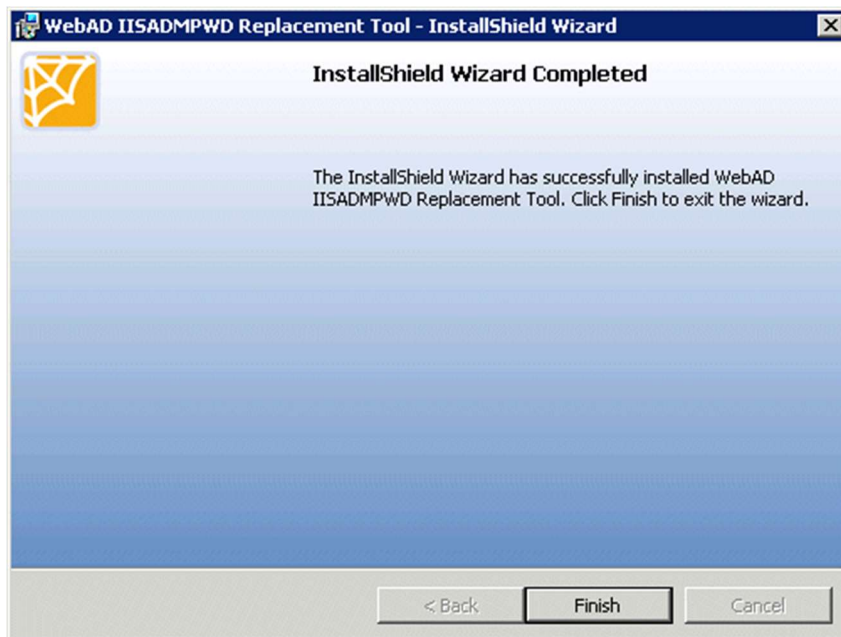 WebAD IISADMPWD Replacement Tool - InstallShield Wizard
InstallShield Wizard Completed
The InstallShield Wizard has successfully installed WebAD
IISADMPWD Replacement Tool. Click Finish to exit the wizard.
< Back Finish Cancel